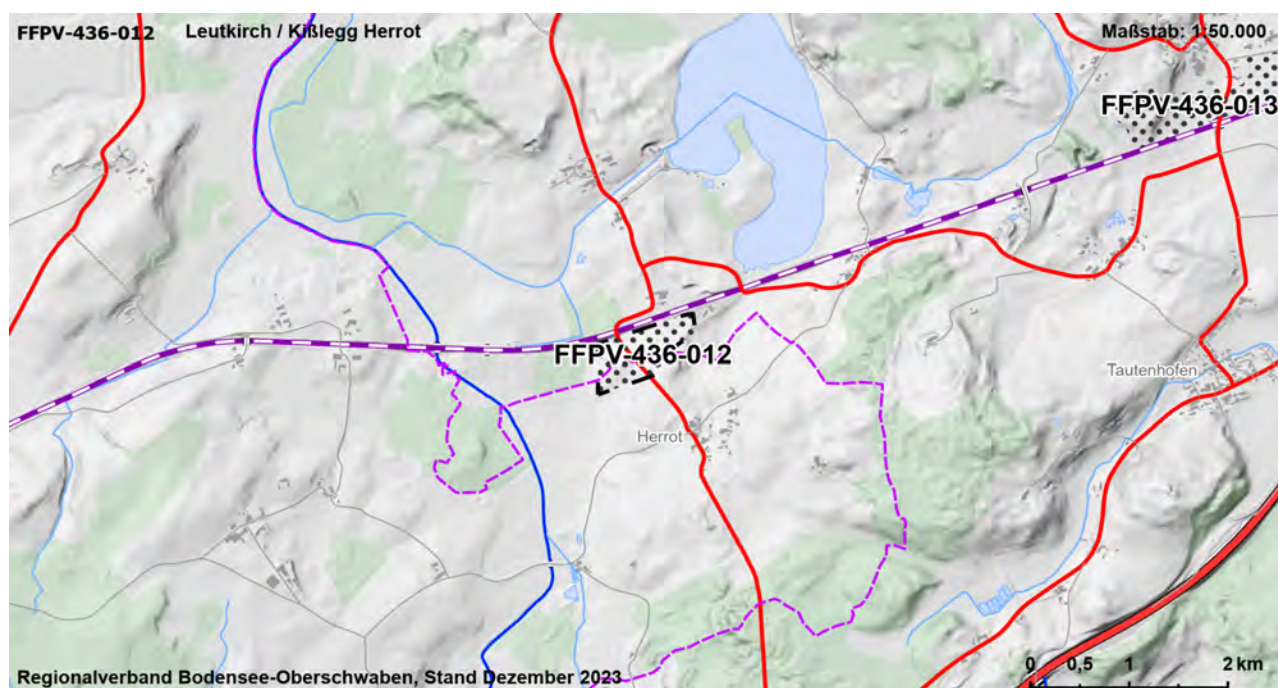 FFPV-436-012 Leutkirch / Kißlegg Herrot
Maßstab: 1:50.000
FFPV-436-013
FFPV-436-012
Tautenhofen
Herrot
0 0,5 1 2 km
Regionalverband Bodensee-Oberschwaben, Stand Dezember 2023